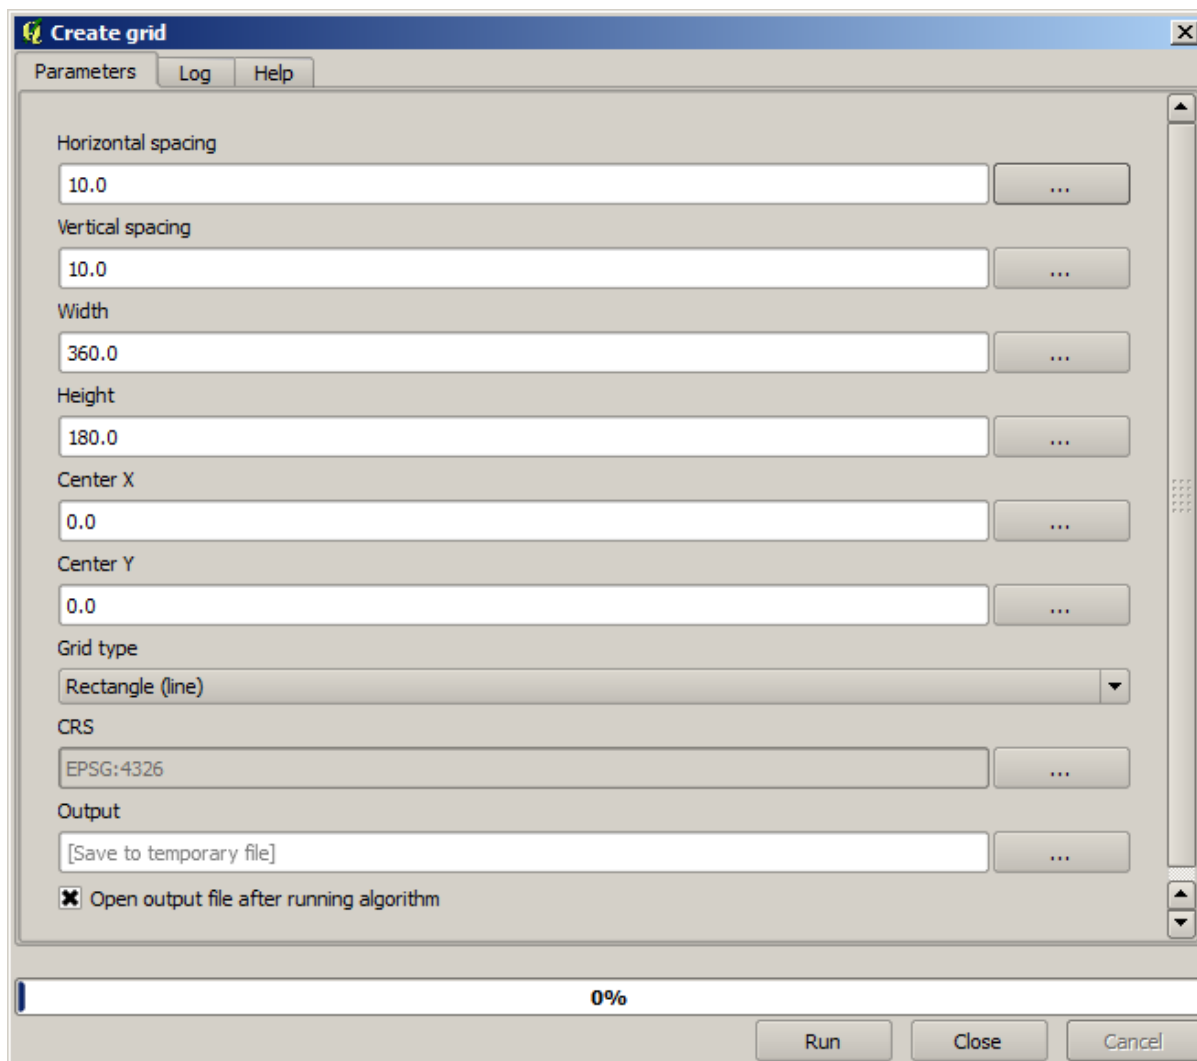 Create grid
Parameters Log Help
Horizontal spacing
10.0 ...
Vertical spacing
10.0 ...
Width
360.0 ...
Height
180.0 ...
Center X
0.0 ...
Center Y
0.0 ...
Grid type
Rectangle (line)
CRS
EPSG:4326 ...
Output
[Save to temporary file] ...
Open output file after running algorithm
0%
Run Close Cancel